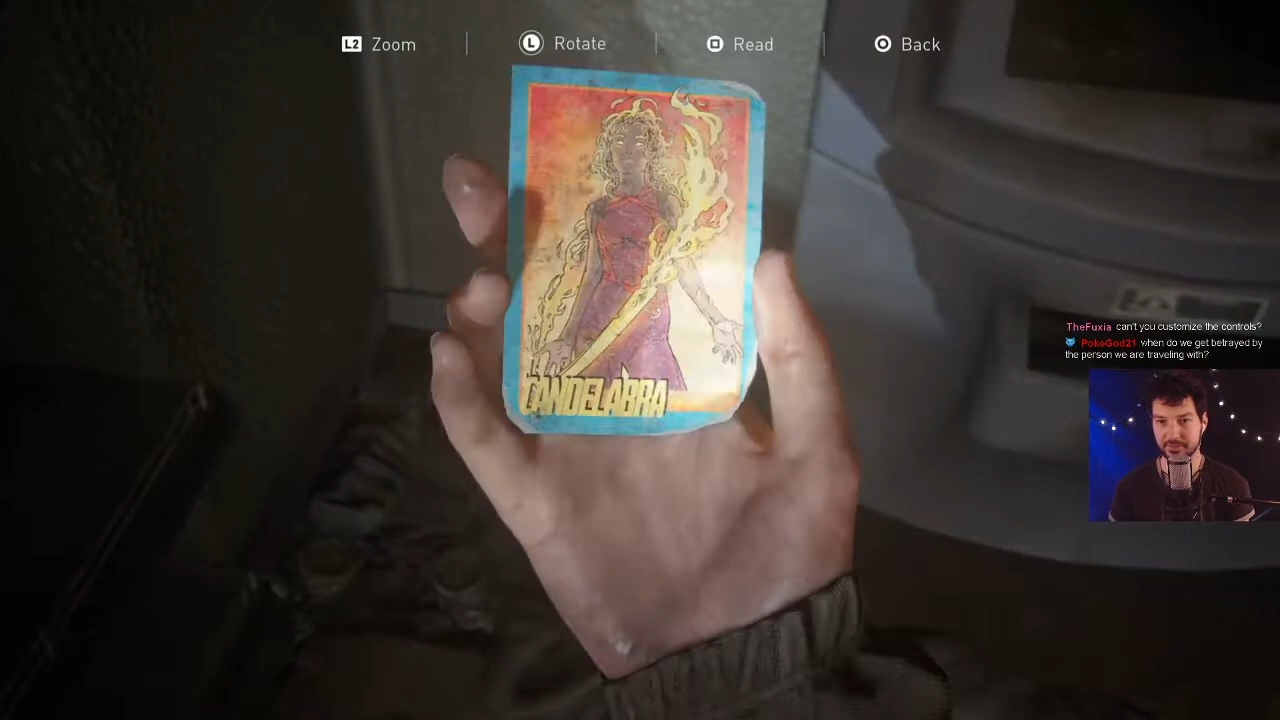 L2 Zoom
L Rotate
Read
Back
CANDELABRA
TheFuxia can't you customize the controls?
PokeGod21 when do we get betrayed by
the person we are traveling with?